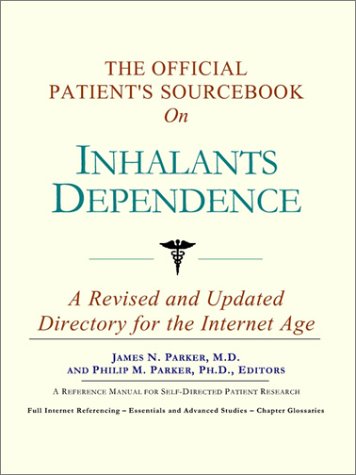 THE OFFICIAL
PATIENT'S SOURCEBOOK
On
INHALANTS
DEPENDENCE
A Revised and Updated
Directory for the Internet Age
JAMES N. PARKER, M.D.
AND PHILIP M. PARKER, PH.D., EDITORS
A REFERENCE MANUAL FOR SELF-DIRECTED PATIENT RESEARCH
Full Internet Referencing – Essentials and Advanced Studies – Chapter Glossaries